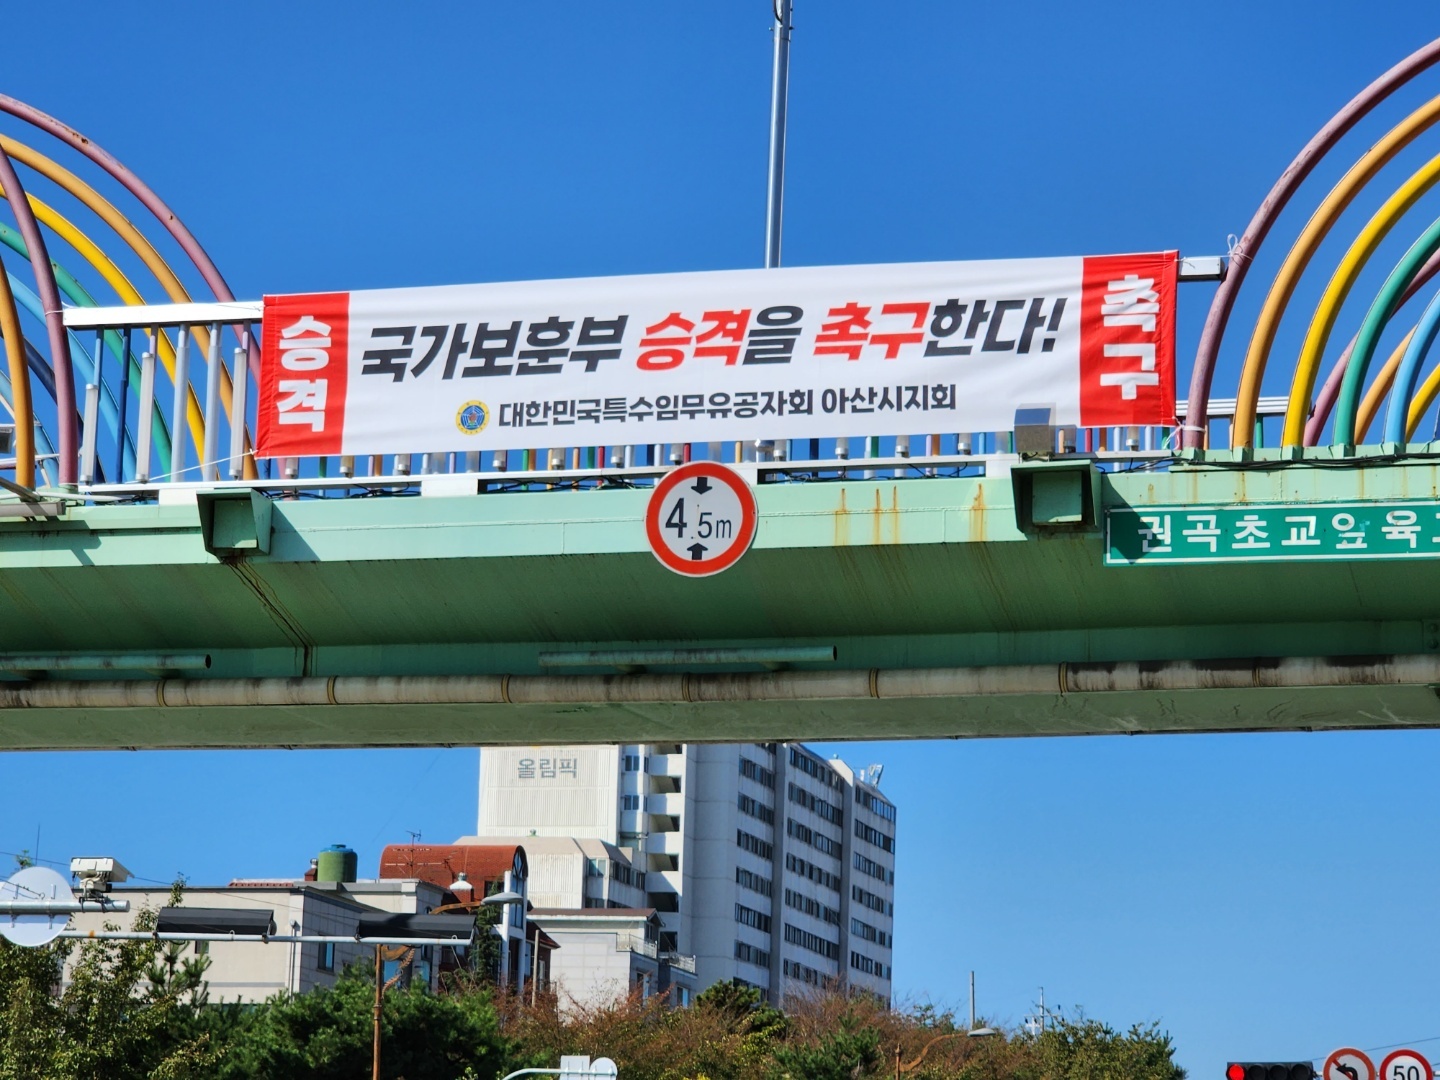 승격
국가보훈부 승격을 촉구한다!
대한민국특수임무유공자회 아산시지회
촉구
4.5m
권곡초교앞 육교
올림픽
50